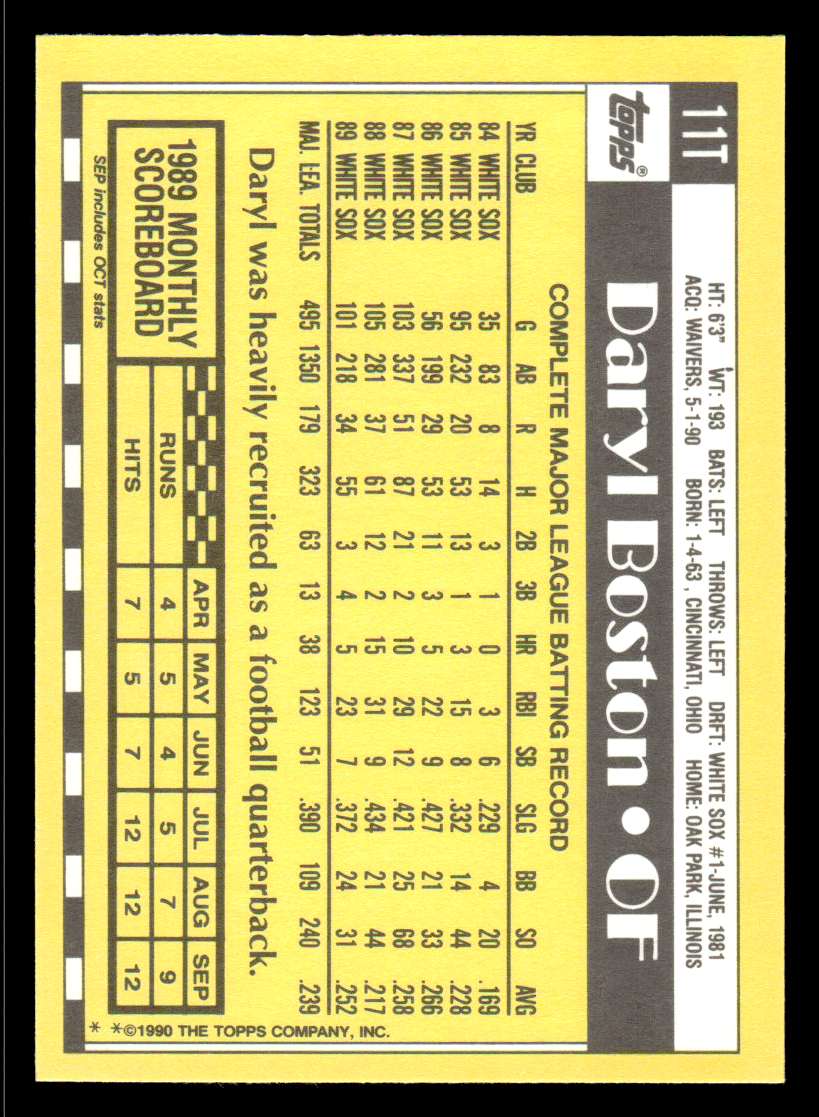 11T
HT: 6'3" WT: 193 BATS: LEFT THROWS: LEFT DRFT: WHITE SOX #1-JUNE, 1981
ACQ: WAIVERS, 5-1-90 BORN: 1-4-63, CINCINNATI, OHIO HOME: OAK PARK, ILLINOIS
Topps®
Daryl Boston • OF
COMPLETE MAJOR LEAGUE BATTING RECORD
YR CLUB G AB R H 2B 3B HR RBI SB SLG BB SO AVG
84 WHITE SOX 35 83 8 14 3 1 0 3 6 .229 4 20 .169
85 WHITE SOX 95 232 20 53 13 1 3 15 8 .332 14 44 .228
86 WHITE SOX 56 199 29 53 11 3 5 22 9 .427 21 33 .266
87 WHITE SOX 103 337 51 87 21 2 10 29 12 .421 25 68 .258
88 WHITE SOX 105 281 37 61 12 2 15 31 9 .434 21 44 .217
89 WHITE SOX 101 218 34 55 3 4 5 23 7 .372 24 31 .252
MAJ. LEA. TOTALS 495 1350 179 323 63 13 38 123 51 .390 109 240 .239
Daryl was heavily recruited as a football quarterback.
1989 MONTHLY
SCOREBOARD
APR MAY JUN JUL AUG SEP
RUNS 4 5 4 5 7 9
HITS 7 5 7 12 12 12
SEP includes OCT stats
* *©1990 THE TOPPS COMPANY, INC.